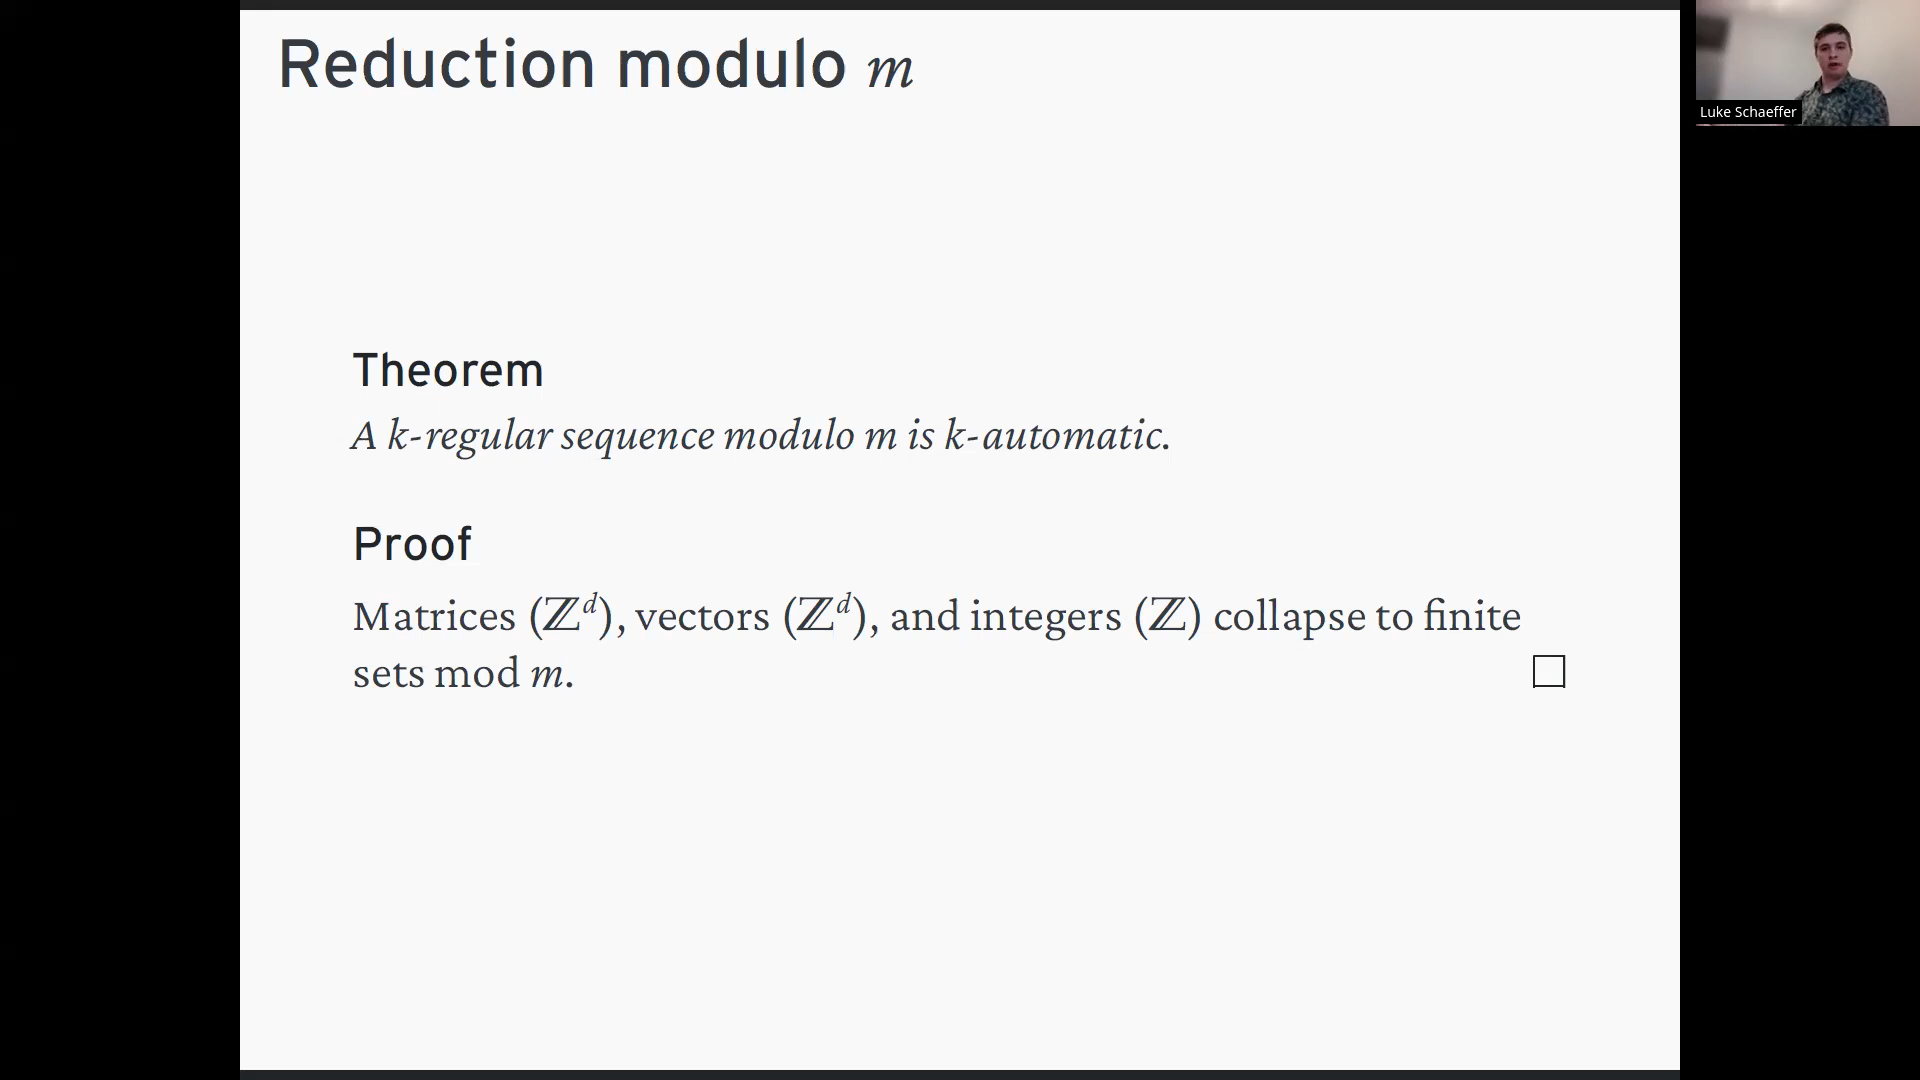 Reduction modulo m
Luke Schaeffer
Theorem
A k-regular sequence modulo m is k-automatic.
Proof
Matrices (ℤ^d), vectors (ℤ^d), and integers (ℤ) collapse to finite
sets mod m. □